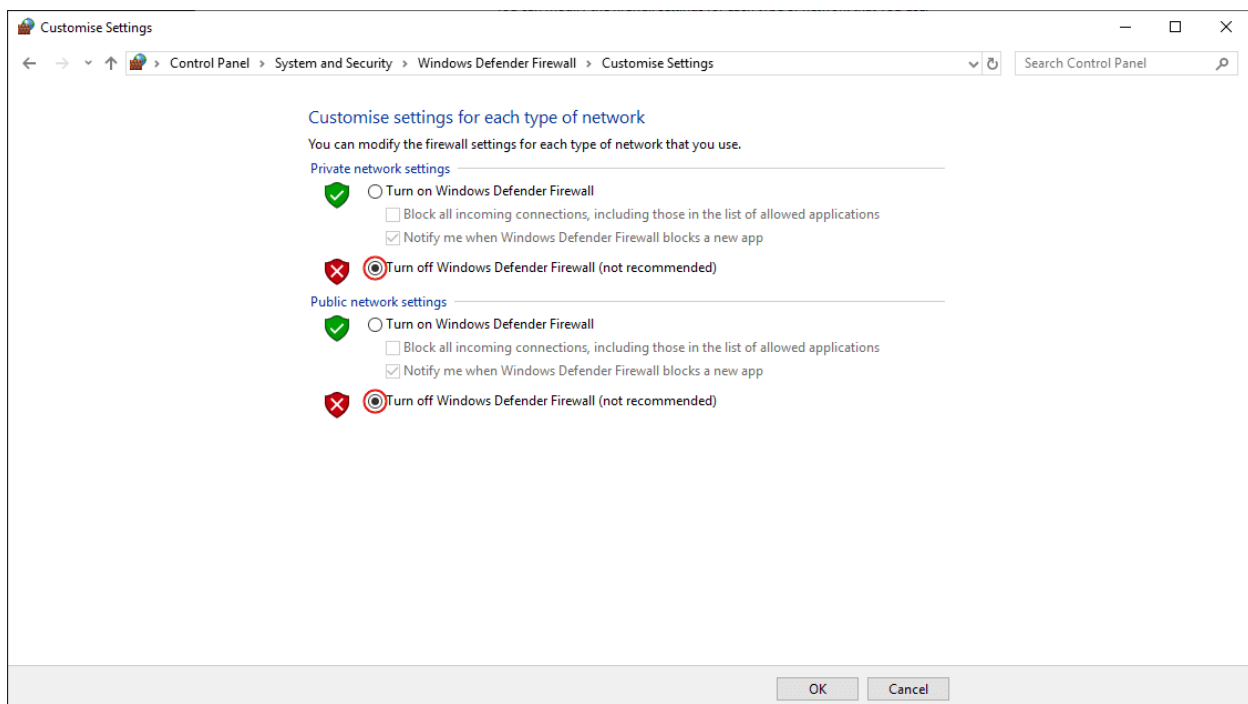 Customise Settings
Control Panel > System and Security > Windows Defender Firewall > Customise Settings
Search Control Panel
Customise settings for each type of network
You can modify the firewall settings for each type of network that you use.
Private network settings
Turn on Windows Defender Firewall
Block all incoming connections, including those in the list of allowed applications
Notify me when Windows Defender Firewall blocks a new app
Turn off Windows Defender Firewall (not recommended)
Public network settings
Turn on Windows Defender Firewall
Block all incoming connections, including those in the list of allowed applications
Notify me when Windows Defender Firewall blocks a new app
Turn off Windows Defender Firewall (not recommended)
OK
Cancel